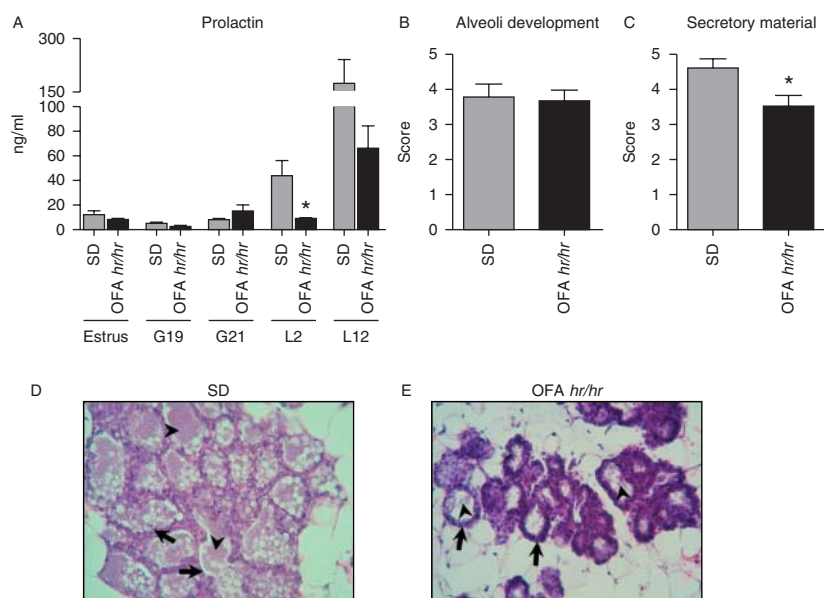 A Prolactin
300
150
100
80
60
40
20
0
ng/ml
*
SD
OFA hr/hr
SD
OFA hr/hr
SD
OFA hr/hr
SD
OFA hr/hr
SD
OFA hr/hr
Estrus G19 G21 L2 L12
B Alveoli development
5
4
3
2
1
0
Score
SD
OFA hr/hr
C Secretory material
5
4
3
2
1
0
Score
*
SD
OFA hr/hr
D SD
E OFA hr/hr